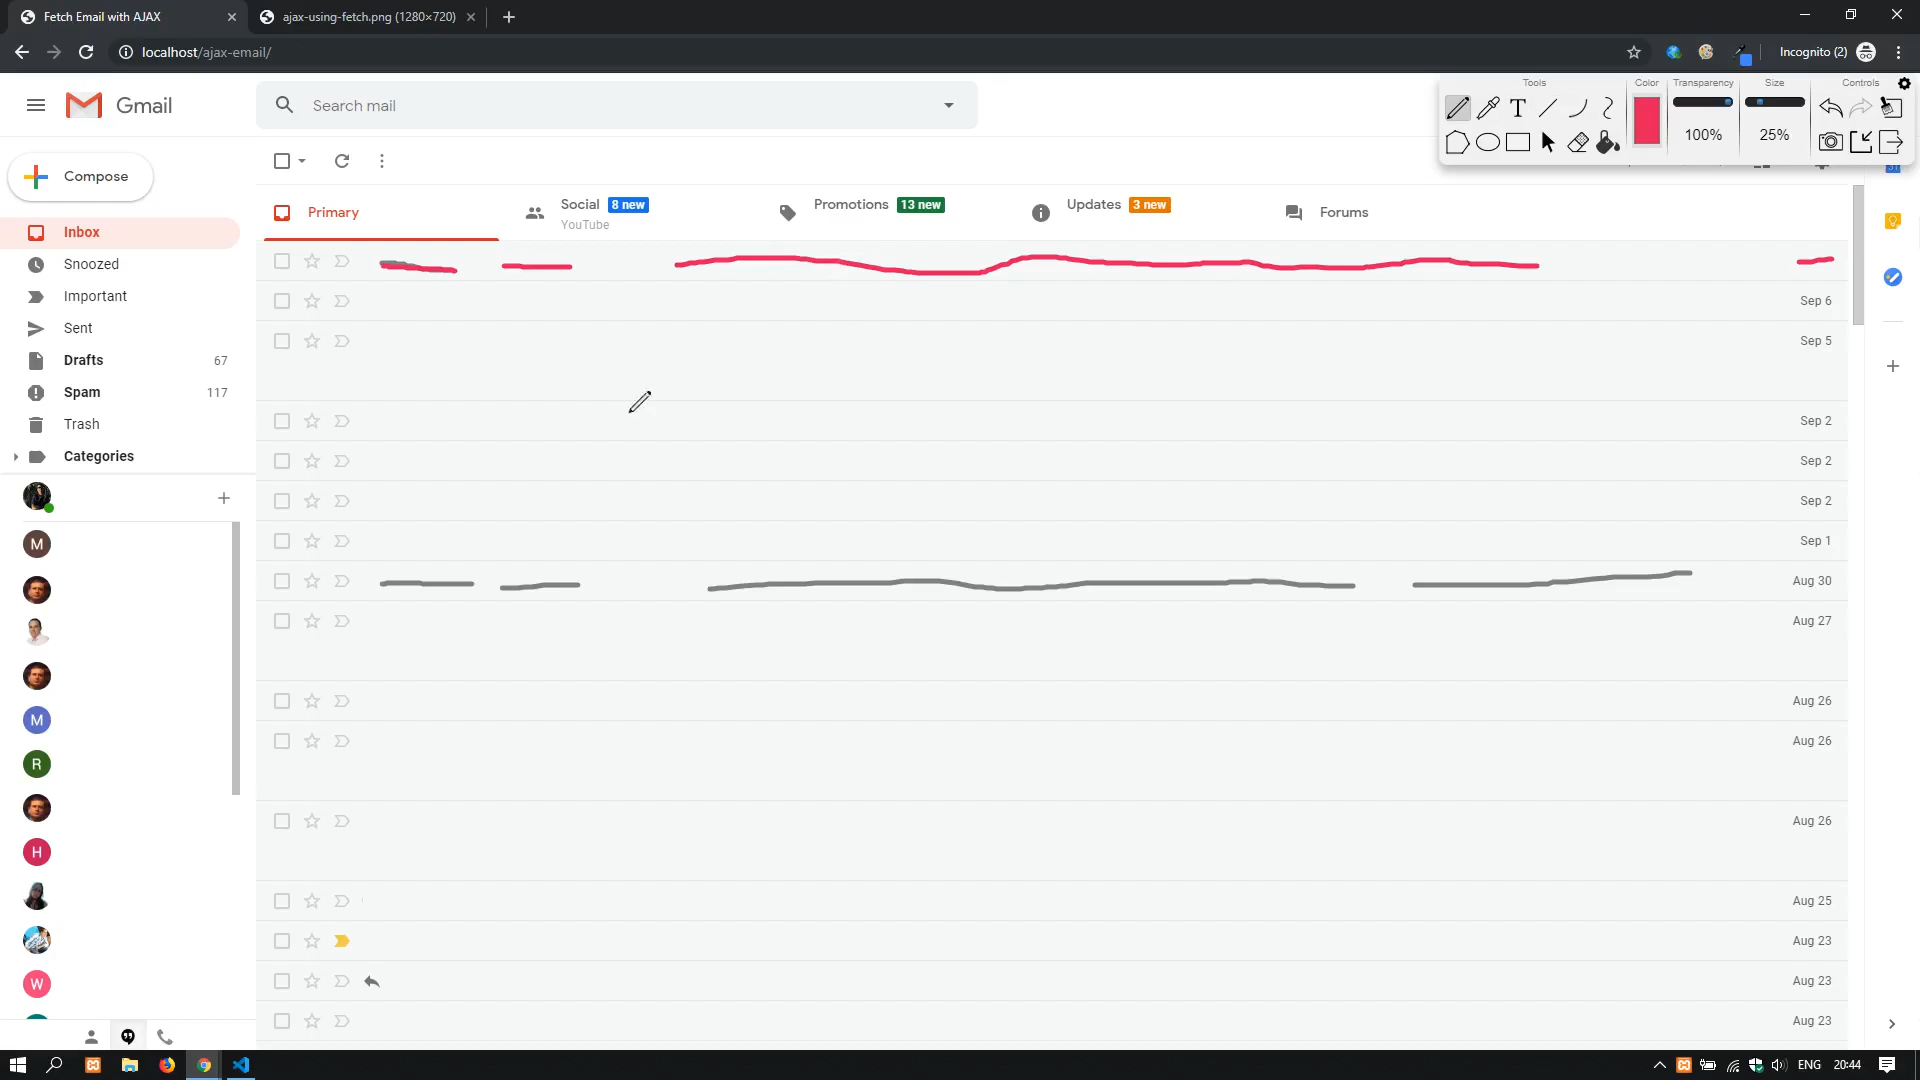 Fetch Email with AJAX
ajax-using-fetch.png (1280×720)
localhost/ajax-email/
Incognito (2)
Gmail
Search mail
Tools
Color
Transparency
Size
Controls
100%
25%
Compose
Primary
Social 8 new
YouTube
Promotions 13 new
Updates 3 new
Forums
Inbox
Snoozed
Important
Sent
Drafts 67
Spam 117
Trash
Categories
M
M
R
H
W
Sep 6
Sep 5
Sep 2
Sep 2
Sep 2
Sep 1
Aug 30
Aug 27
Aug 26
Aug 26
Aug 26
Aug 25
Aug 23
Aug 23
Aug 23
ENG
20:44